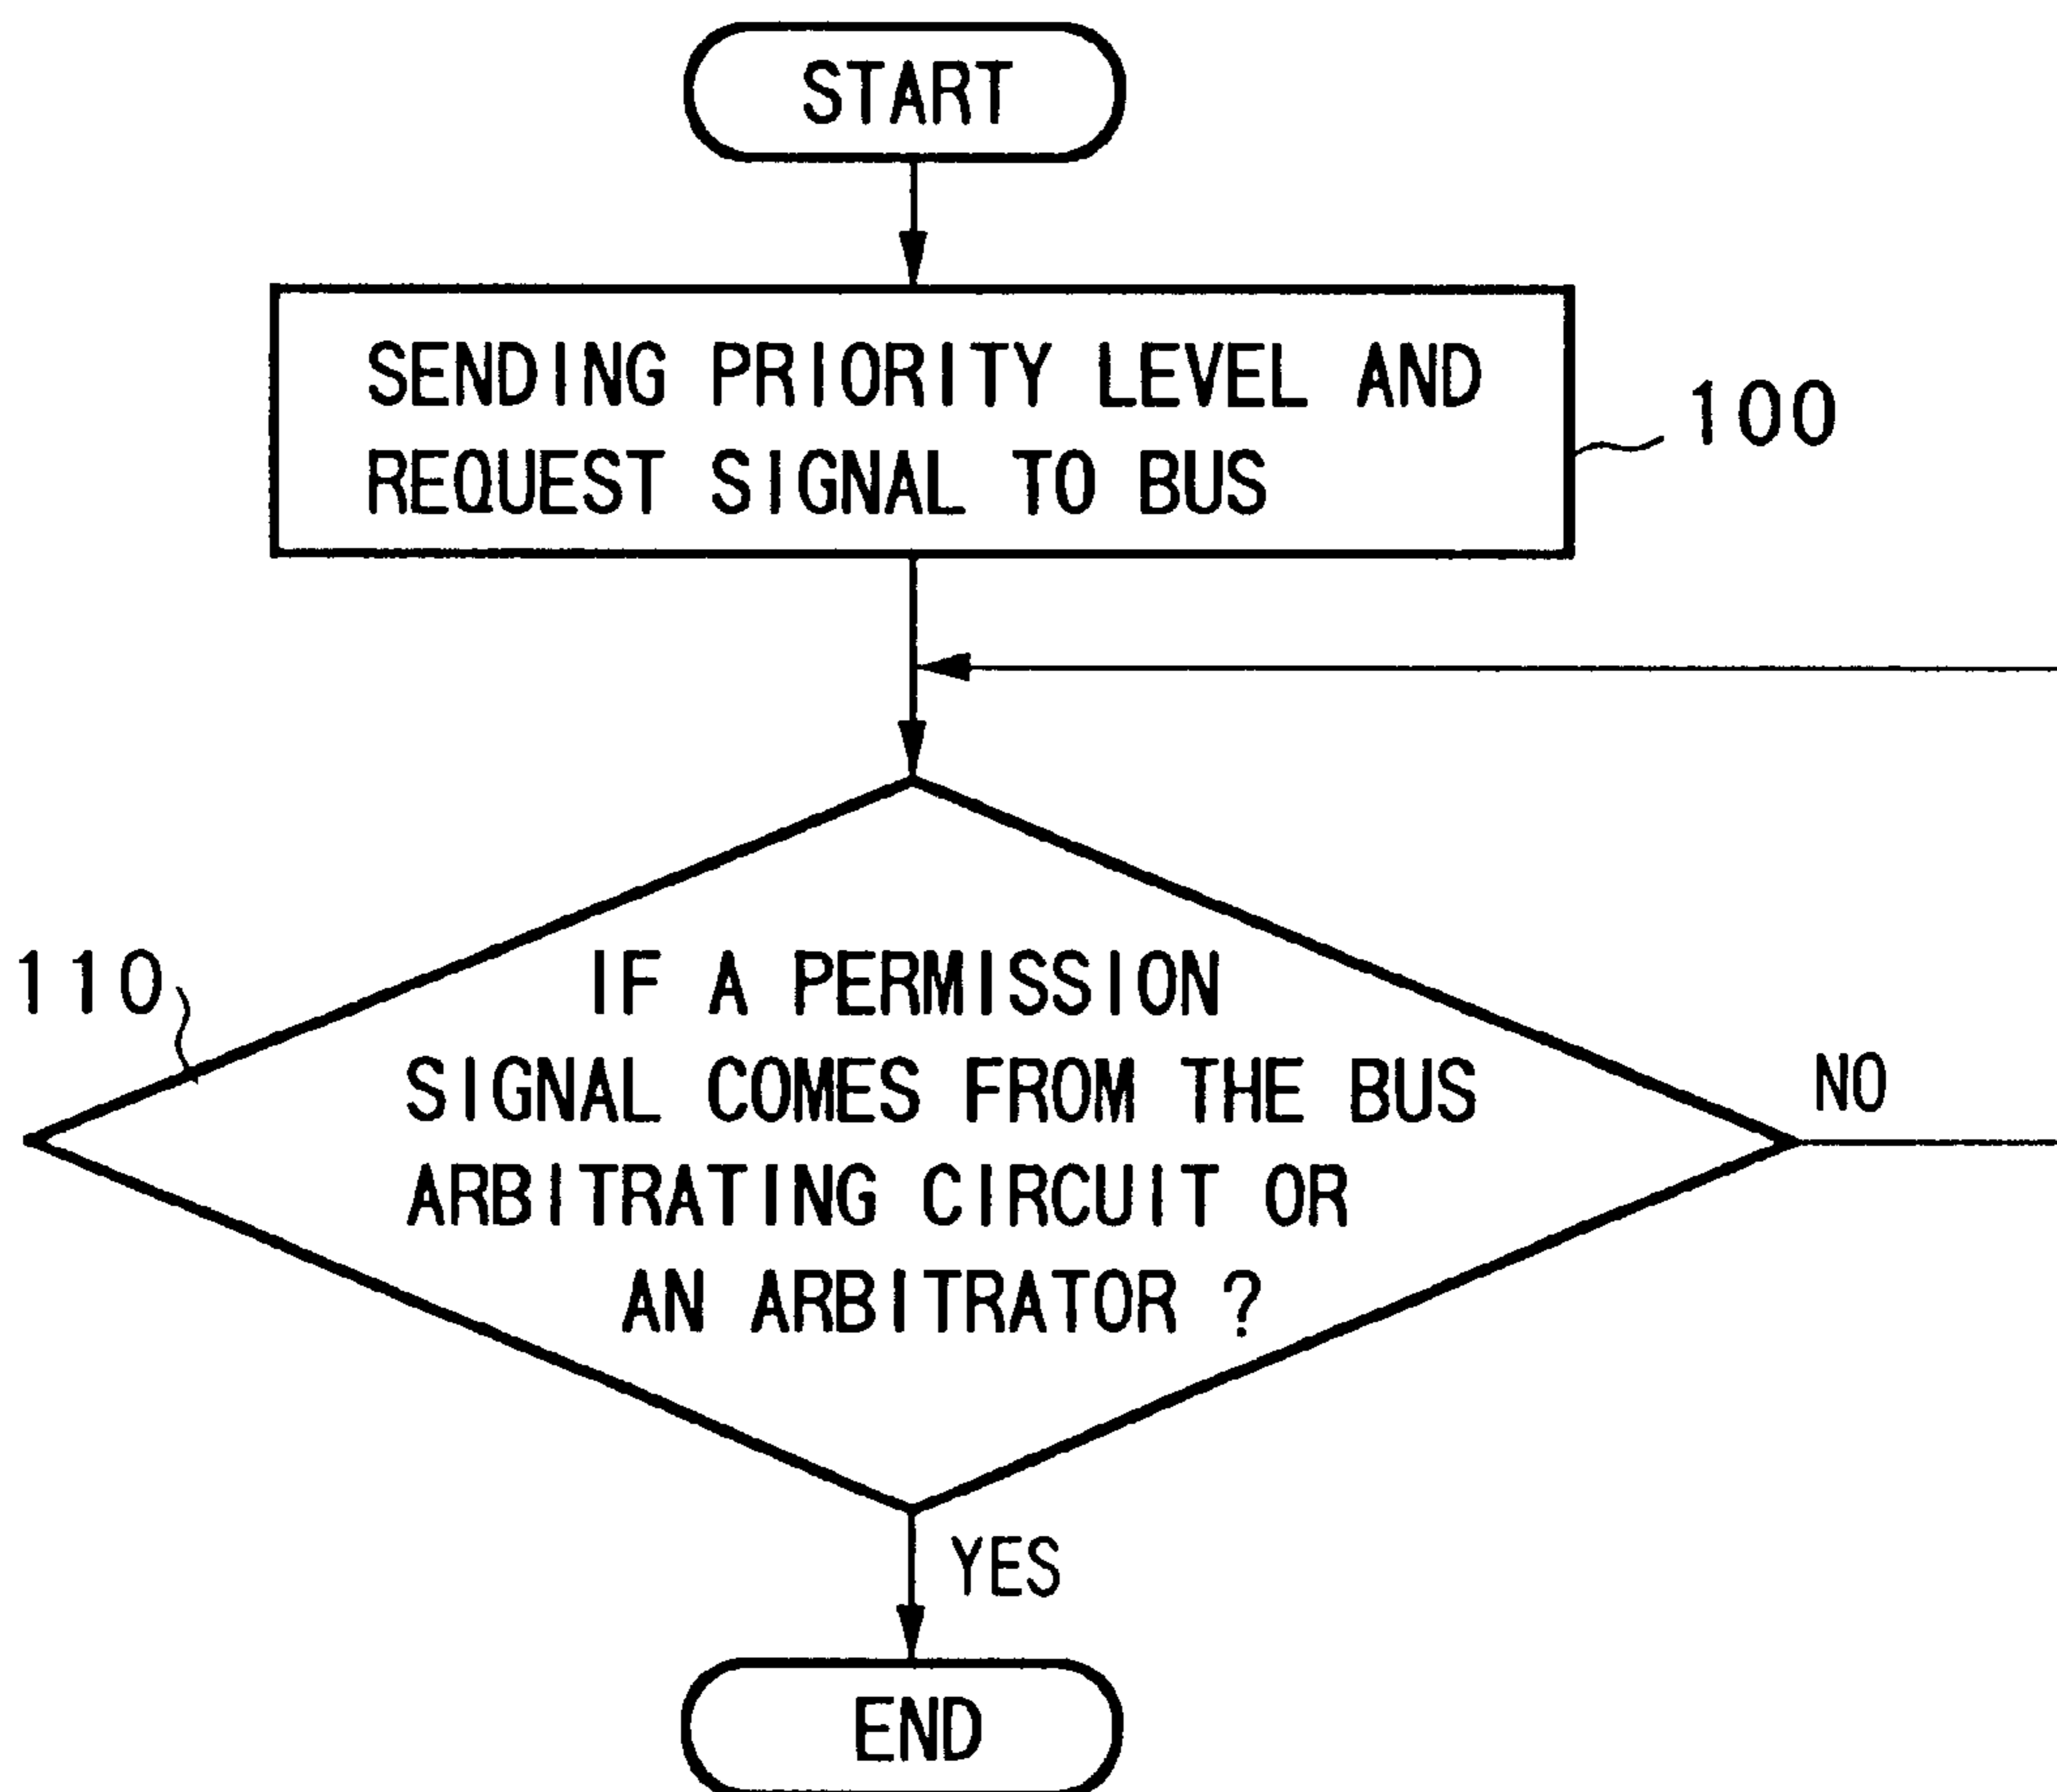 START
SENDING PRIORITY LEVEL AND
REQUEST SIGNAL TO BUS
100
110
IF A PERMISSION
SIGNAL COMES FROM THE BUS
ARBITRATING CIRCUIT OR
AN ARBITRATOR ?
NO
YES
END